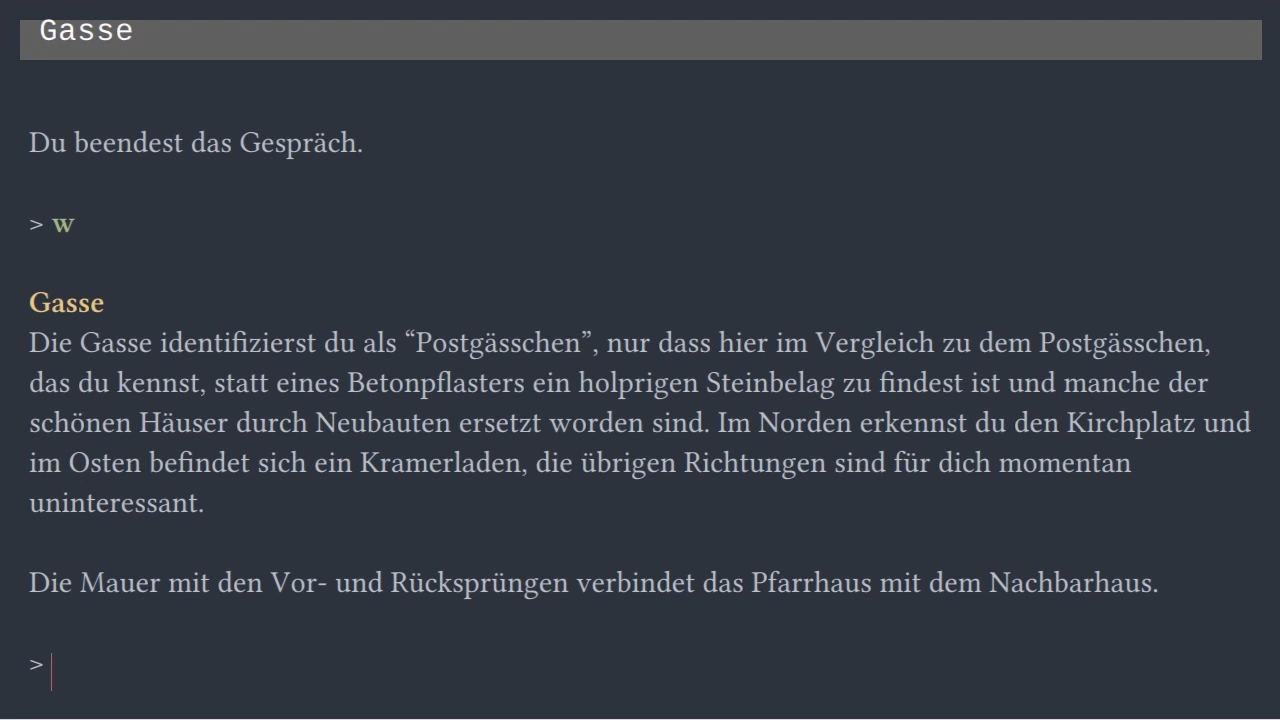 Gasse
Du beendest das Gespräch.
> w
Gasse
Die Gasse identifizierst du als “Postgässchen”, nur dass hier im Vergleich zu dem Postgässchen,
das du kennst, statt eines Betonpflasters ein holprigen Steinbelag zu findest ist und manche der
schönen Häuser durch Neubauten ersetzt worden sind. Im Norden erkennst du den Kirchplatz und
im Osten befindet sich ein Kramerladen, die übrigen Richtungen sind für dich momentan
uninteressant.
Die Mauer mit den Vor- und Rücksprüngen verbindet das Pfarrhaus mit dem Nachbarhaus.
>